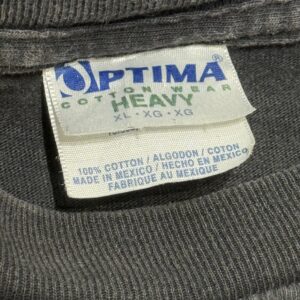 OPTIMA
COTTON WEAR
HEAVY
XL · XG · XG
100% COTTON / ALGODON / COTON
MADE IN MEXICO / HECHO EN MEXICO
FABRIQUE AU MEXIQUE